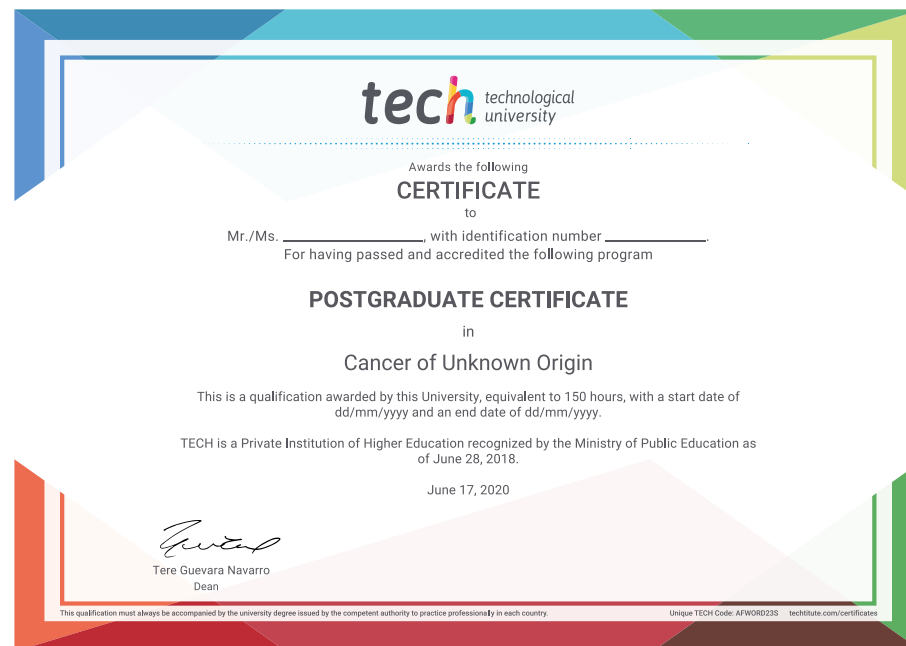 tech technological
university
Awards the following
CERTIFICATE
to
Mr./Ms. ____________________, with identification number ______________.
For having passed and accredited the following program
POSTGRADUATE CERTIFICATE
in
Cancer of Unknown Origin
This is a qualification awarded by this University, equivalent to 150 hours, with a start date of
dd/mm/yyyy and an end date of dd/mm/yyyy.
TECH is a Private Institution of Higher Education recognized by the Ministry of Public Education as
of June 28, 2018.
June 17, 2020
Tere Guevara Navarro
Dean
This qualification must always be accompanied by the university degree issued by the competent authority to practice professionally in each country. Unique TECH Code: AFWORD23S techtitute.com/certificates